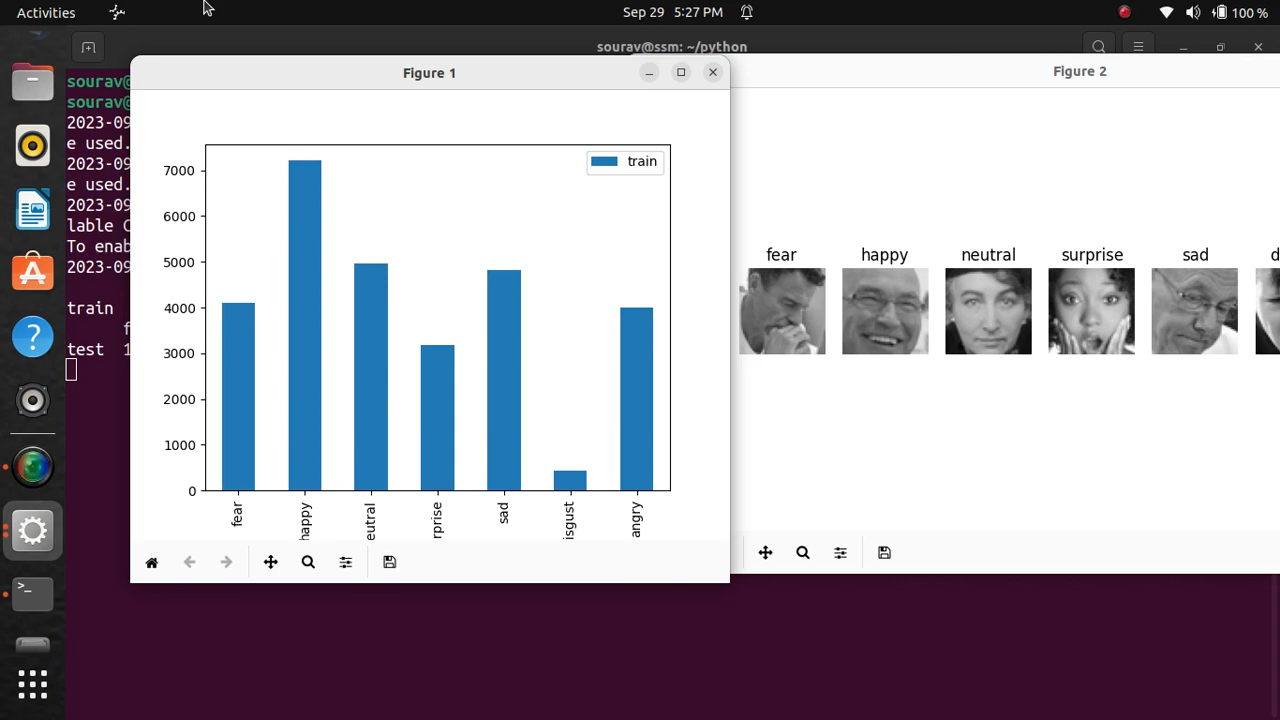 Activities
Sep 29 5:27 PM
100 %
sourav@ssm: ~/python
Figure 1
Figure 2
sourav@
sourav@
2023-09
e used.
2023-09
e used.
2023-09
lable C
To enab
2023-09
train
f
test 1
train
7000
6000
5000
4000
3000
2000
1000
0
fear
happy
eutral
rprise
sad
isgust
angry
fear
happy
neutral
surprise
sad
d